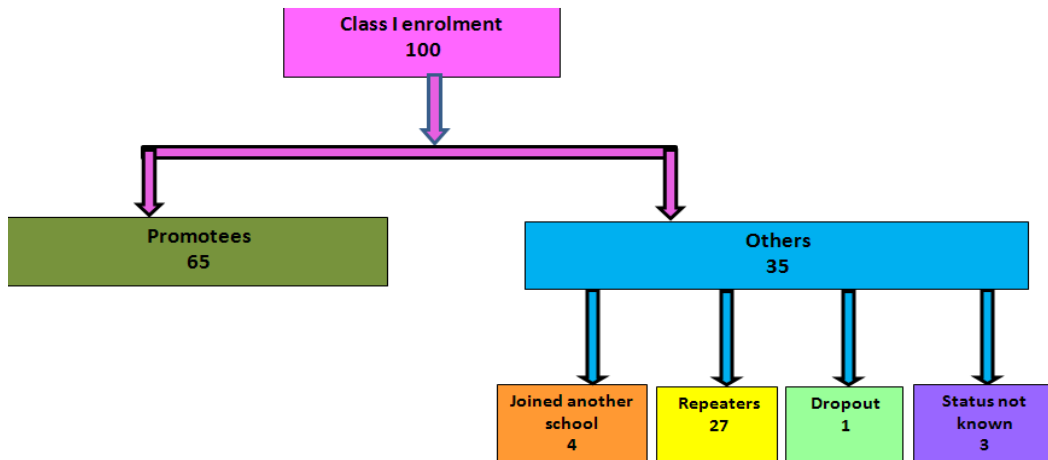 Class I enrolment
100
Promotees
65
Others
35
Joined another
school
4
Repeaters
27
Dropout
1
Status not
known
3